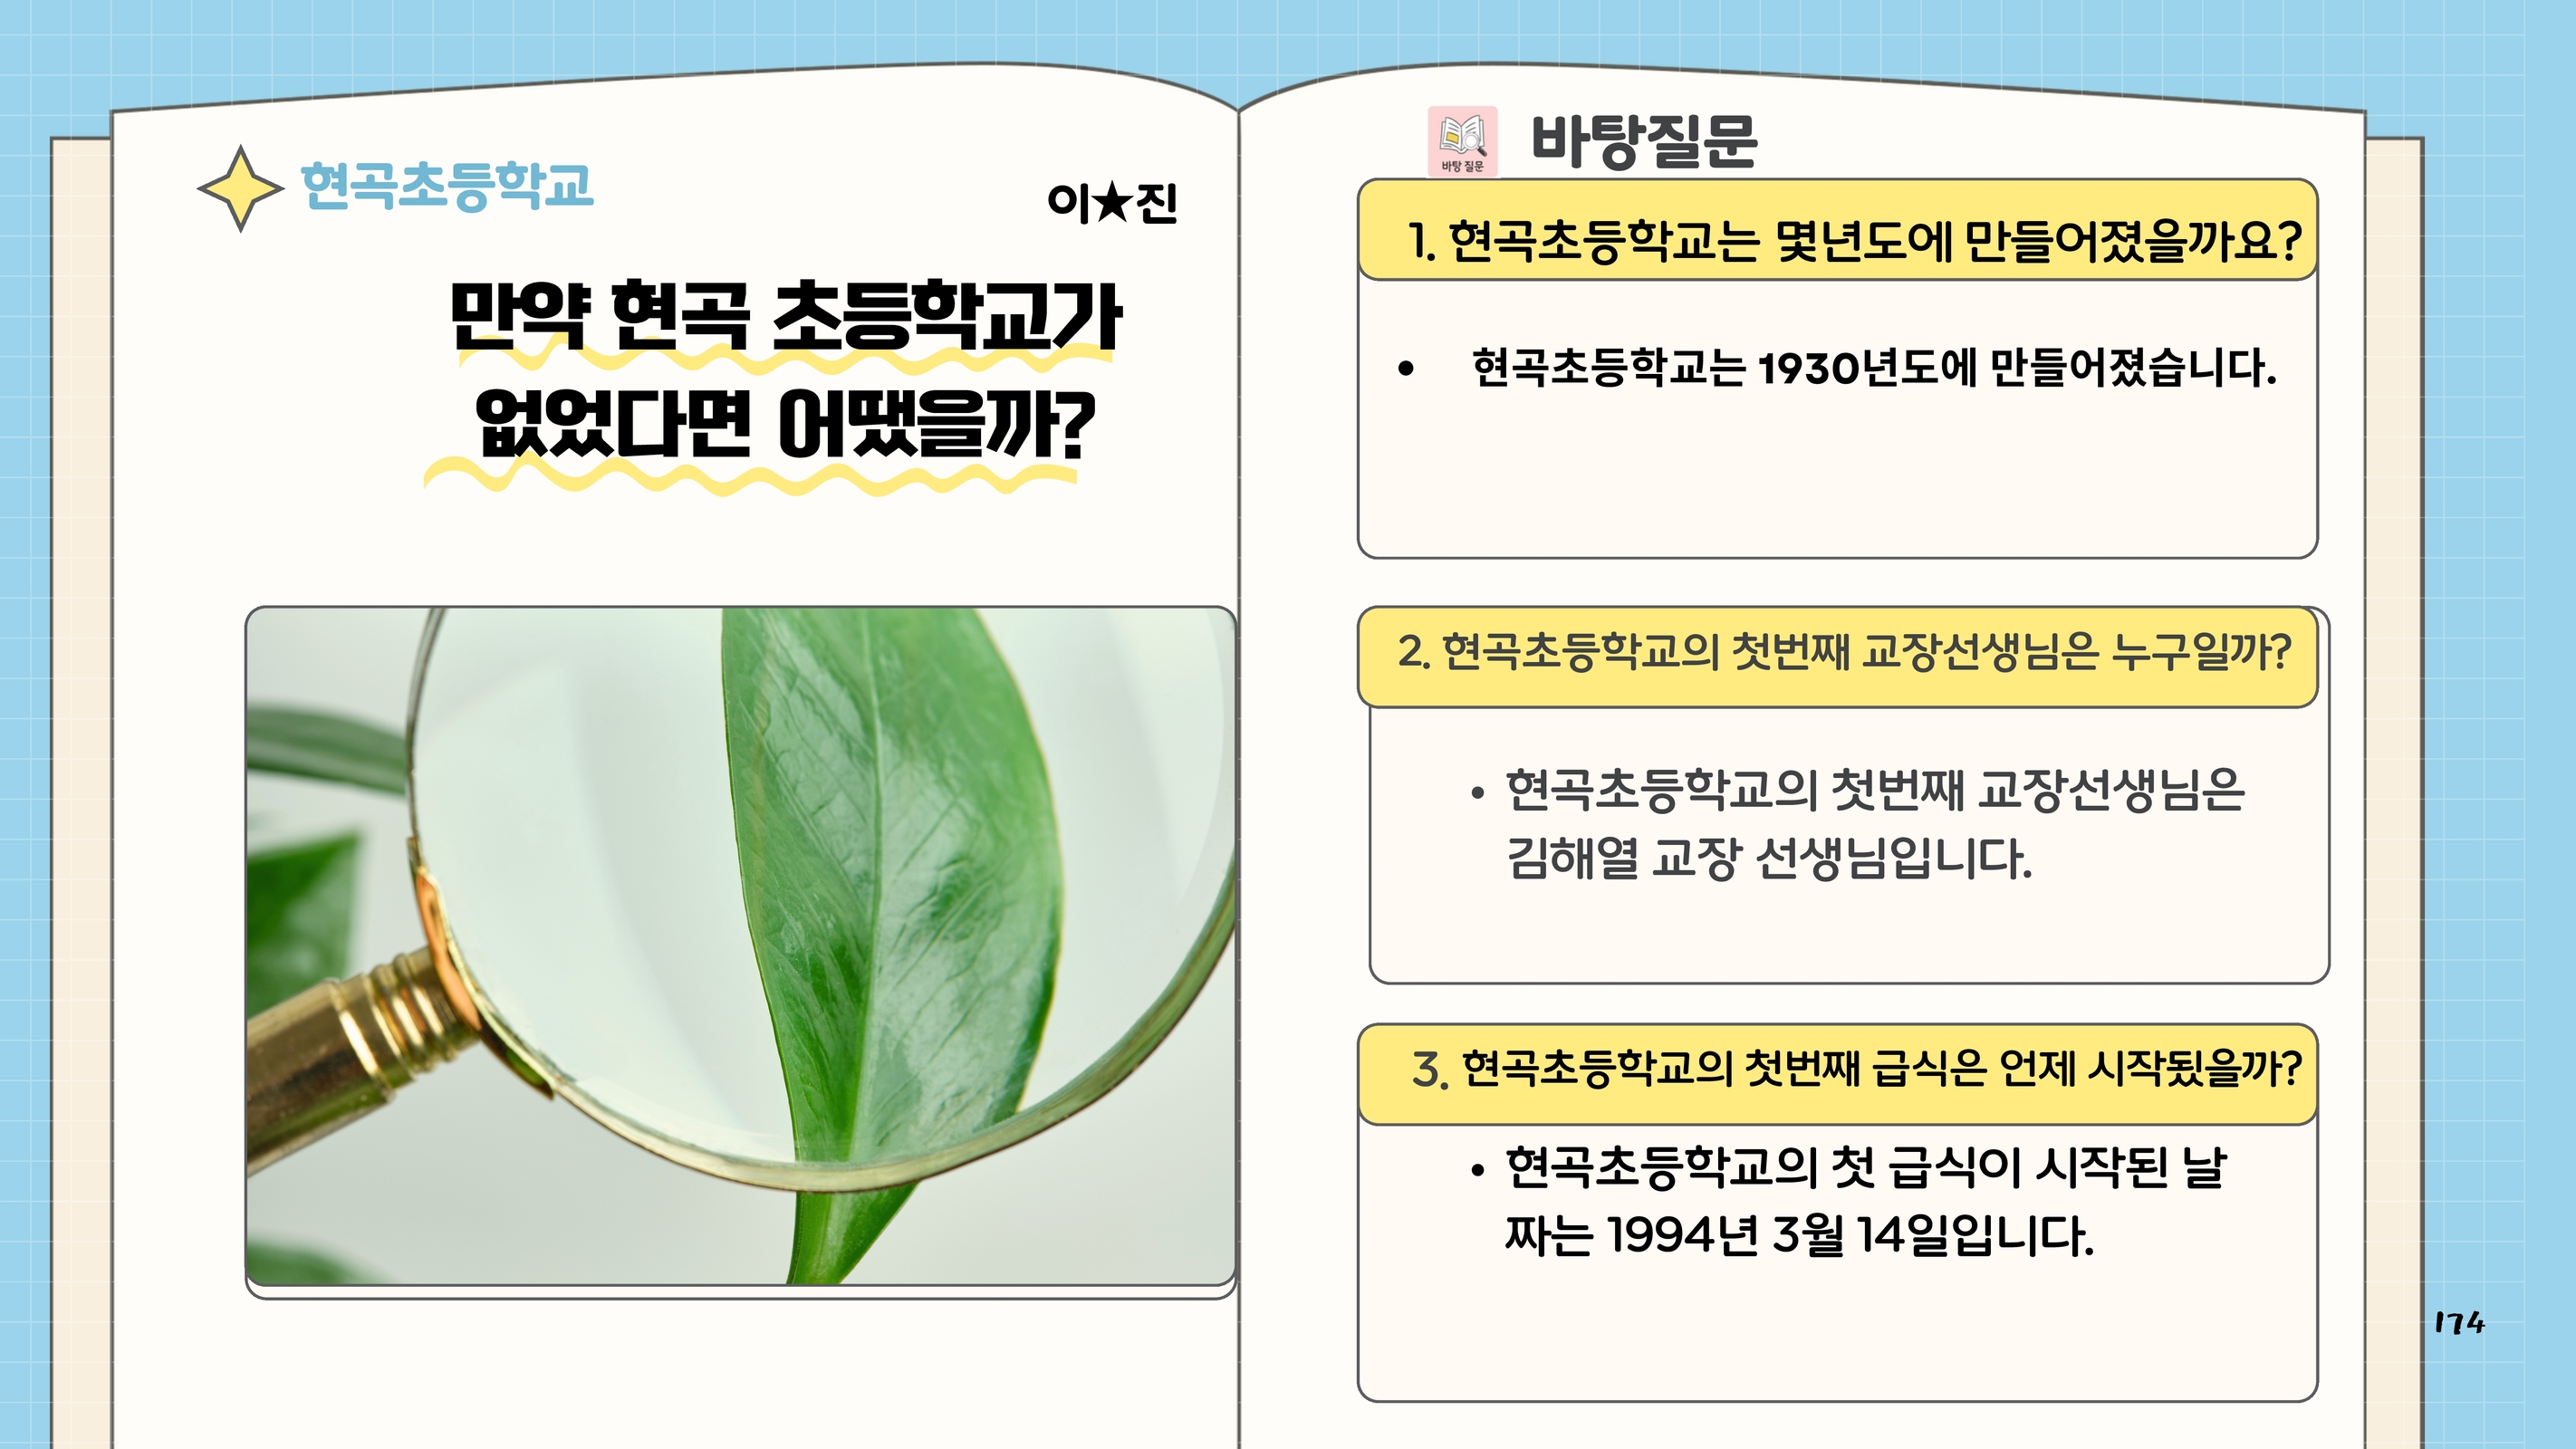 현곡초등학교
이★진
만약 현곡 초등학교가
없었다면 어땠을까?
바탕 질문
바탕질문
1. 현곡초등학교는 몇년도에 만들어졌을까요?
• 현곡초등학교는 1930년도에 만들어졌습니다.
2. 현곡초등학교의 첫번째 교장선생님은 누구일까?
• 현곡초등학교의 첫번째 교장선생님은
김해열 교장 선생님입니다.
3. 현곡초등학교의 첫번째 급식은 언제 시작됬을까?
• 현곡초등학교의 첫 급식이 시작된 날
짜는 1994년 3월 14일입니다.
174